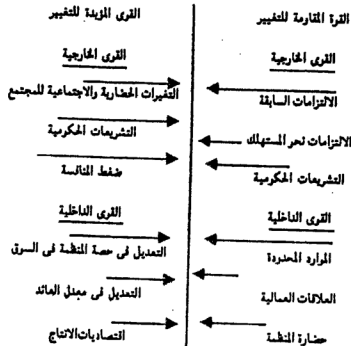 القوة المقاومة للتغيير
القوى المؤيدة للتغيير
القوى الخارجية
القوى الخارجية
الالتزامات السابقة
التغيرات الحضارية والاجتماعية للمجتمع
الالتزامات نحر المستهلك
التشريعات الحكومية
التشريعات الحكومية
ضغط المنافسة
القوى الداخلية
القوى الداخلية
الموارد المحدودة
التعديل فى حصة المنظمة فى السوق
العلاقات العمالية
التعديل فى معدل العائد
حضارة المنظمة
اقتصاديات الانتاج